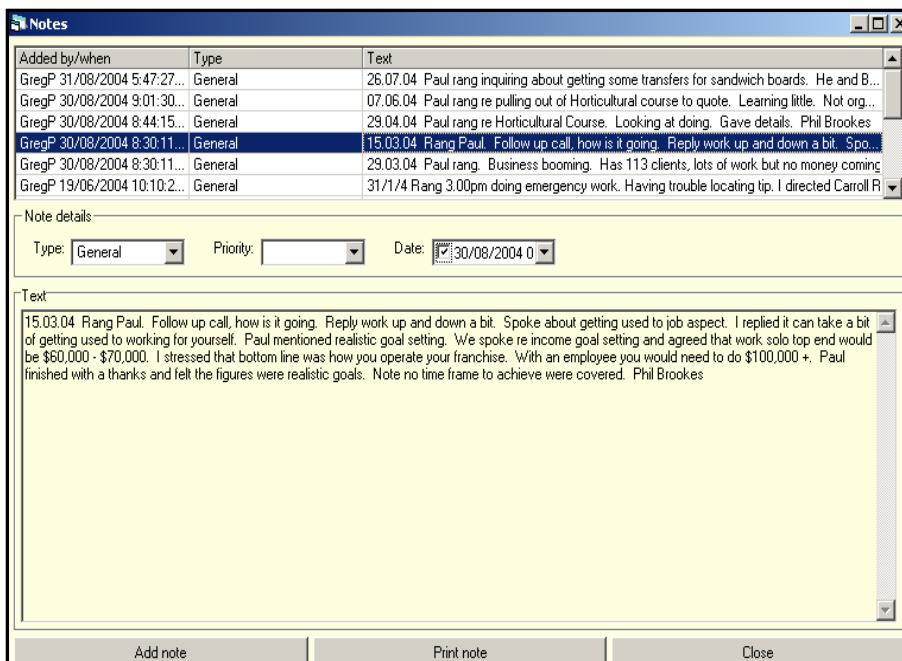 Notes
Added by/when Type Text
GregP 31/08/2004 5:47:27... General 26.07.04 Paul rang inquiring about getting some transfers for sandwich boards. He and B...
GregP 30/08/2004 9:01:30... General 07.06.04 Paul rang re pulling out of Horticultural course to quote. Learning little. Not org...
GregP 30/08/2004 8:44:15... General 29.04.04 Paul rang re Horticultural Course. Looking at doing. Gave details. Phil Brookes
GregP 30/08/2004 8:30:11... General 15.03.04 Rang Paul. Follow up call, how is it going. Reply work up and down a bit. Spo...
GregP 30/08/2004 8:30:11... General 29.03.04 Paul rang. Business booming. Has 113 clients, lots of work but no money coming
GregP 19/06/2004 10:10:2... General 31/1/4 Rang 3.00pm doing emergency work. Having trouble locating tip. I directed Carroll R
Note details
Type: General Priority: Date: 30/08/2004 0
Text
15.03.04 Rang Paul. Follow up call, how is it going. Reply work up and down a bit. Spoke about getting used to job aspect. I replied it can take a bit
of getting used to working for yourself. Paul mentioned realistic goal setting. We spoke re income goal setting and agreed that work solo top end would
be $60,000 - $70,000. I stressed that bottom line was how you operate your franchise. With an employee you would need to do $100,000 +. Paul
finished with a thanks and felt the figures were realistic goals. Note no time frame to achieve were covered. Phil Brookes
Add note Print note Close